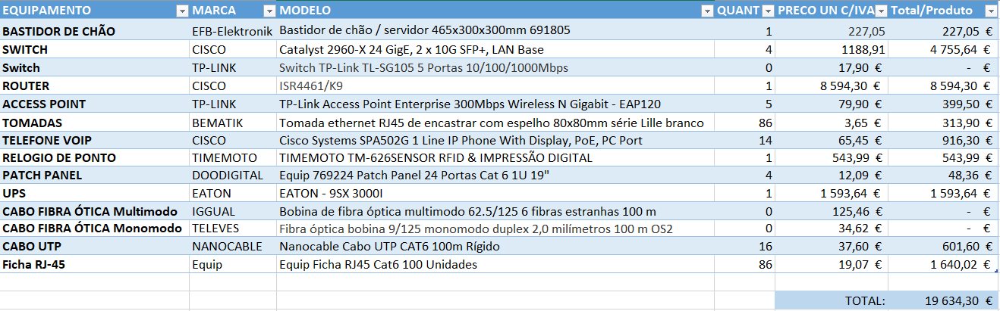 EQUIPAMENTO MARCA MODELO QUANT PRECO UN C/IVA Total/Produto
BASTIDOR DE CHÃO EFB-Elektronik Bastidor de chão / servidor 465x300x300mm 691805 1 227,05 227,05 €
SWITCH CISCO Catalyst 2960-X 24 GigE, 2 x 10G SFP+, LAN Base 4 1188,91 4 755,64 €
Switch TP-LINK Switch TP-Link TL-SG105 5 Portas 10/100/1000Mbps 0 17,90 € - €
ROUTER CISCO ISR4461/K9 1 8 594,30 € 8 594,30 €
ACCESS POINT TP-LINK TP-Link Access Point Enterprise 300Mbps Wireless N Gigabit - EAP120 5 79,90 € 399,50 €
TOMADAS BEMATIK Tomada ethernet RJ45 de encastrar com espelho 80x80mm série Lille branco 86 3,65 € 313,90 €
TELEFONE VOIP CISCO Cisco Systems SPA502G 1 Line IP Phone With Display, PoE, PC Port 14 65,45 € 916,30 €
RELOGIO DE PONTO TIMEMOTO TIMEMOTO TM-626SENSOR RFID & IMPRESSÃO DIGITAL 1 543,99 € 543,99 €
PATCH PANEL DOODIGITAL Equip 769224 Patch Panel 24 Portas Cat 6 1U 19" 4 12,09 € 48,36 €
UPS EATON EATON - 9SX 3000I 1 1 593,64 € 1 593,64 €
CABO FIBRA ÓTICA Multimodo IGGUAL Bobina de fibra óptica multimodo 62.5/125 6 fibras estranhas 100 m 0 125,46 € - €
CABO FIBRA ÓTICA Monomodo TELEVES Fibra óptica bobina 9/125 monomodo duplex 2,0 milímetros 100 m OS2 0 34,62 € - €
CABO UTP NANOCABLE Nanocable Cabo UTP CAT6 100m Rígido 16 37,60 € 601,60 €
Ficha RJ-45 Equip Equip Ficha RJ45 Cat6 100 Unidades 86 19,07 € 1 640,02 €
TOTAL: 19 634,30 €